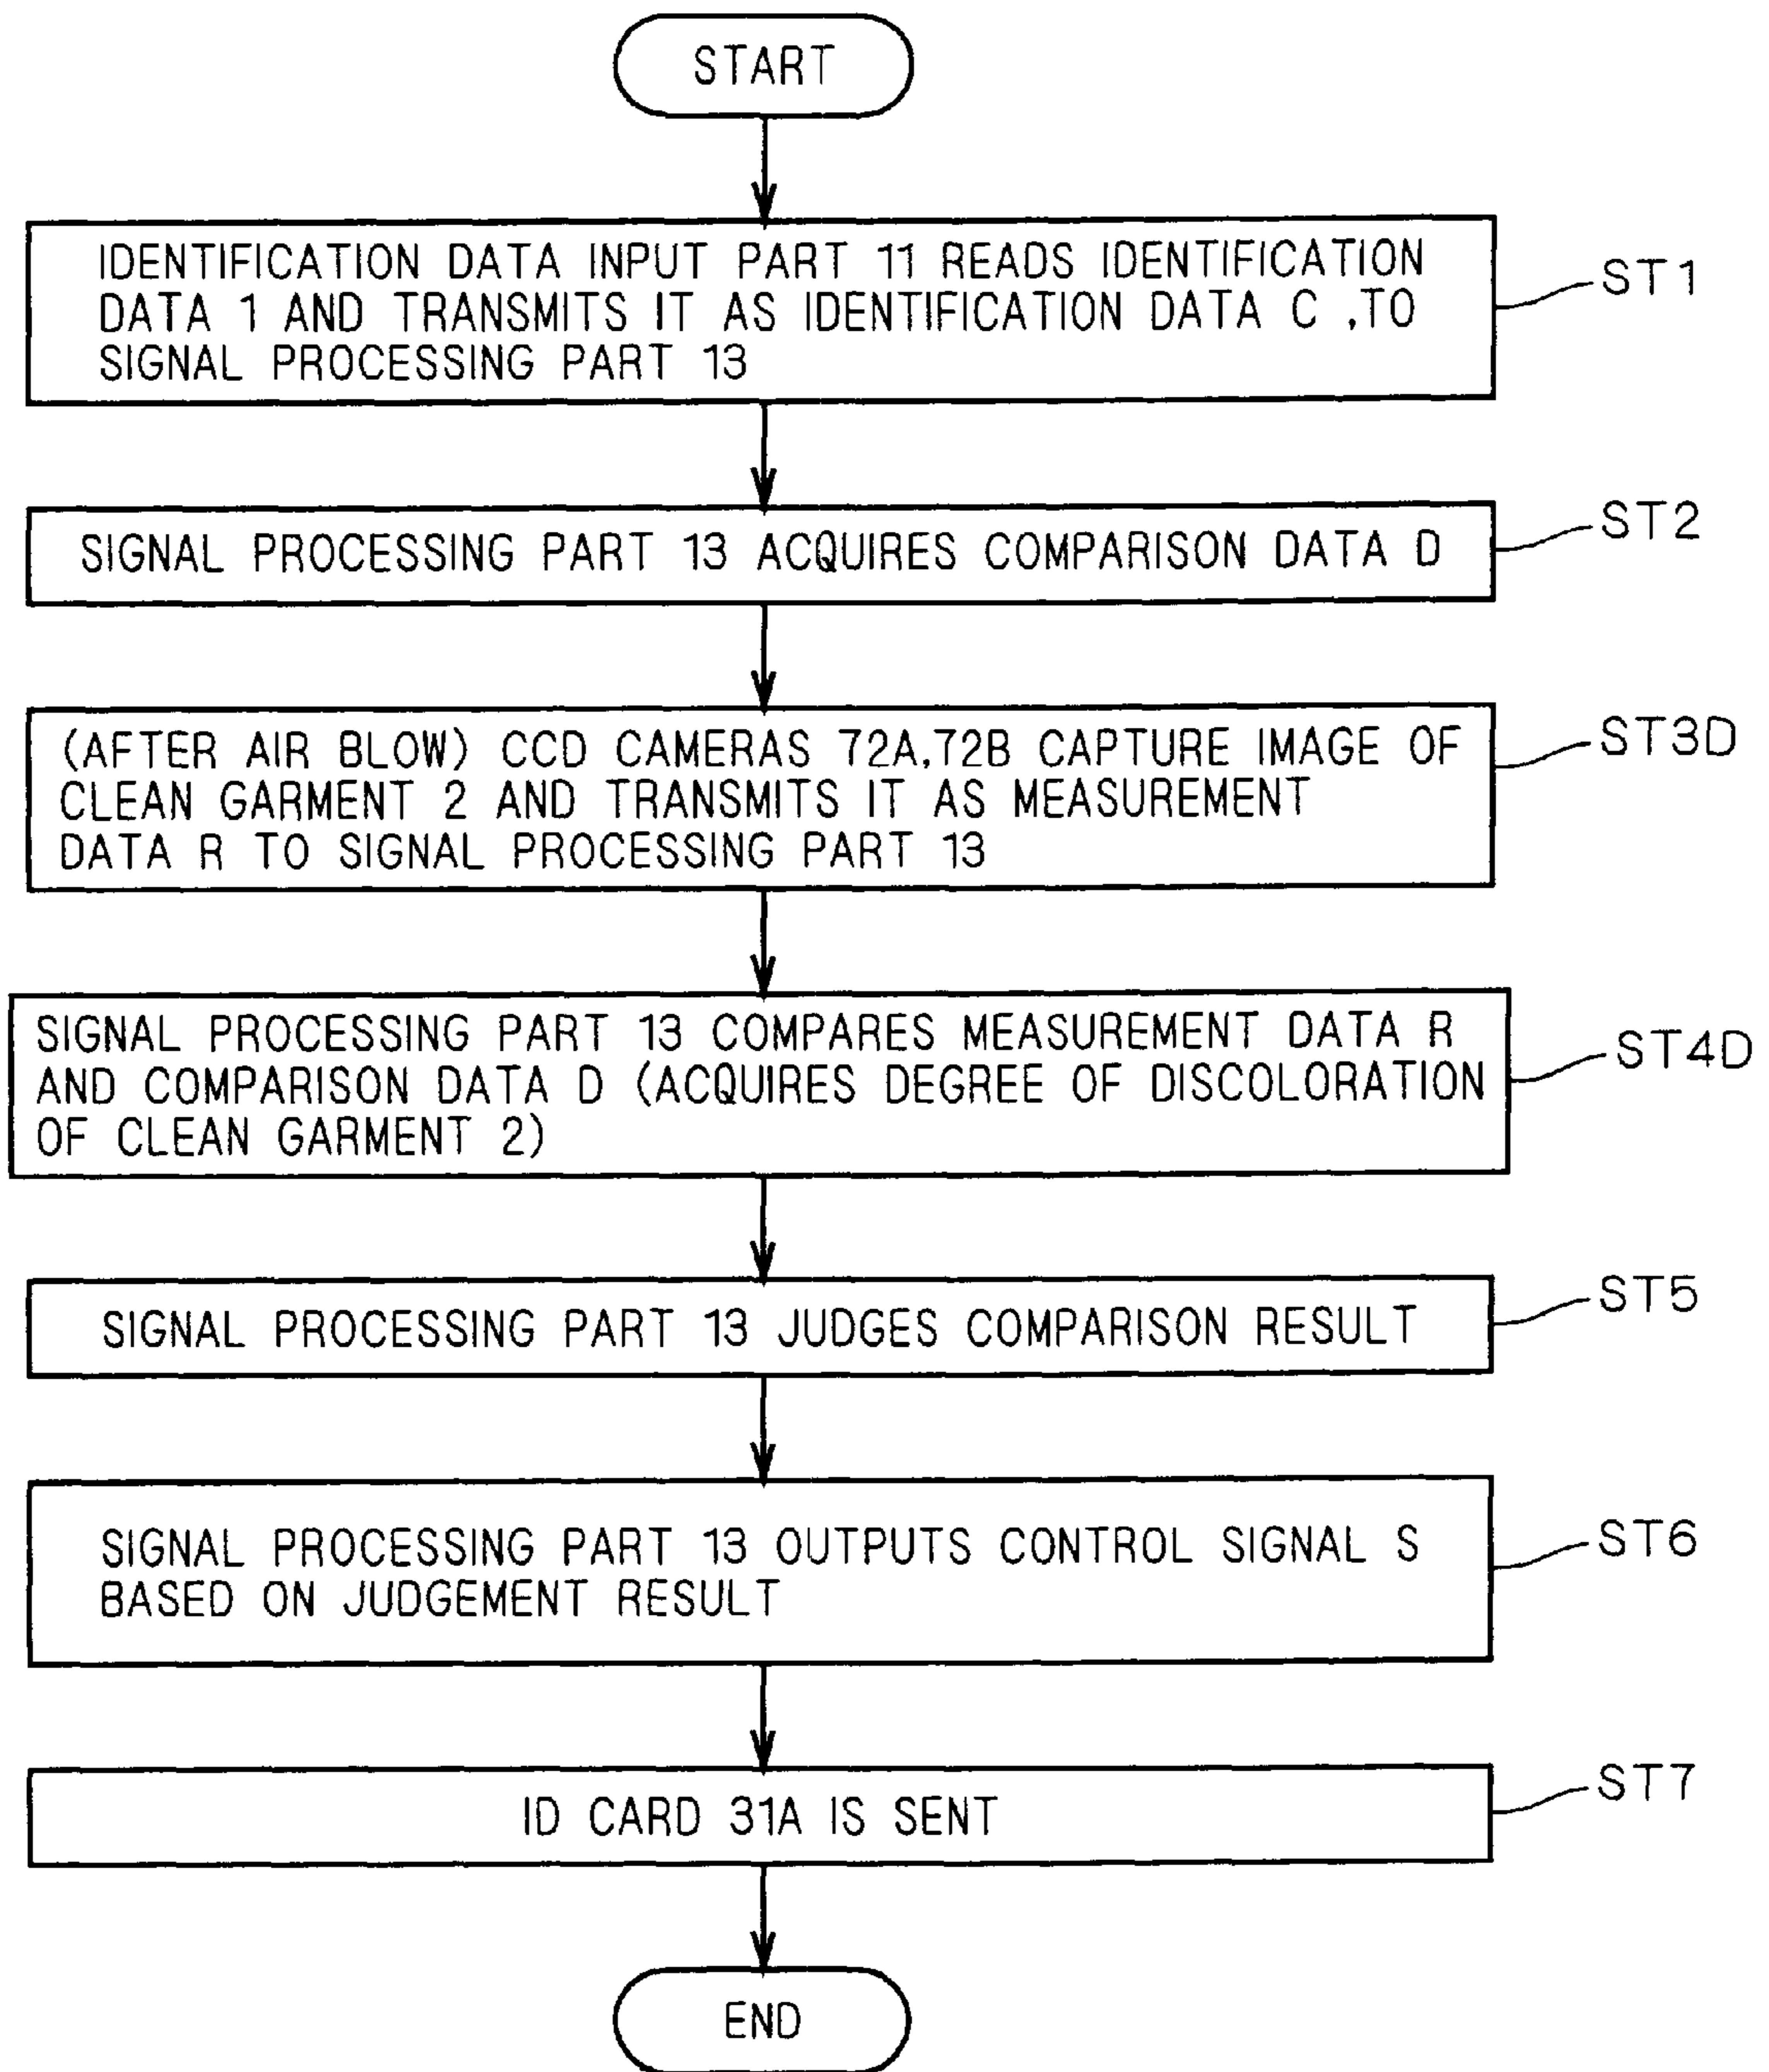 START
IDENTIFICATION DATA INPUT PART 11 READS IDENTIFICATION
DATA 1 AND TRANSMITS IT AS IDENTIFICATION DATA C ,TO
SIGNAL PROCESSING PART 13
ST1
SIGNAL PROCESSING PART 13 ACQUIRES COMPARISON DATA D
ST2
(AFTER AIR BLOW) CCD CAMERAS 72A,72B CAPTURE IMAGE OF
CLEAN GARMENT 2 AND TRANSMITS IT AS MEASUREMENT
DATA R TO SIGNAL PROCESSING PART 13
ST3D
SIGNAL PROCESSING PART 13 COMPARES MEASUREMENT DATA R
AND COMPARISON DATA D (ACQUIRES DEGREE OF DISCOLORATION
OF CLEAN GARMENT 2)
ST4D
SIGNAL PROCESSING PART 13 JUDGES COMPARISON RESULT
ST5
SIGNAL PROCESSING PART 13 OUTPUTS CONTROL SIGNAL S
BASED ON JUDGEMENT RESULT
ST6
ID CARD 31A IS SENT
ST7
END